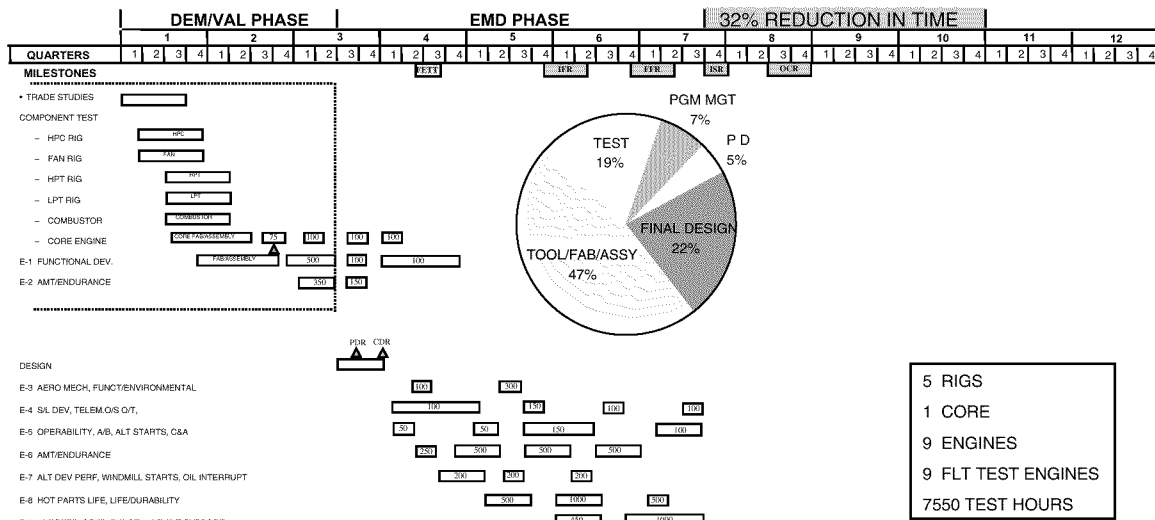 DEM/VAL PHASE EMD PHASE 32% REDUCTION IN TIME
1 2 3 4 5 6 7 8 9 10 11 12
QUARTERS 1 2 3 4 1 2 3 4 1 2 3 4 1 2 3 4 1 2 3 4 1 2 3 4 1 2 3 4 1 2 3 4 1 2 3 4 1 2 3 4 1 2 3 4 1 2 3 4
MILESTONES IFR FFR ISR OCR
• TRADE STUDIES
COMPONENT TEST
– HPC RIG HPC
– FAN RIG FAN
– HPT RIG HPT
– LPT RIG LPT
– COMBUSTOR COMBUSTOR
– CORE ENGINE CORE FAB/ASSEMBLY 75 100 100 100
E-1 FUNCTIONAL DEV. FAB/ASSEMBLY 500 100 100
E-2 AMT/ENDURANCE 350 150
PGM MGT
7%
P D
5%
TEST
19%
FINAL DESIGN
22%
TOOL/FAB/ASSY
47%
PDR CDR
DESIGN
E-3 AERO MECH, FUNCT/ENVIRONMENTAL 100 300
E-4 S/L DEV, TELEM.O/S O/T, 100 150 100 100
E-5 OPERABILITY, A/B, ALT STARTS, C&A 50 50 150 100
E-6 AMT/ENDURANCE 250 500 500 500
E-7 ALT DEV PERF, WINDMILL STARTS, OIL INTERRUPT 200 200 200
E-8 HOT PARTS LIFE, LIFE/DURABILITY 500 1000 500
5 RIGS
1 CORE
9 ENGINES
9 FLT TEST ENGINES
7550 TEST HOURS